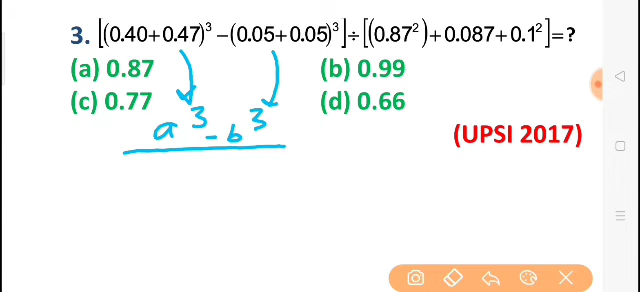 3. [(0.40+0.47)³ −(0.05+0.05)³]÷[(0.87²)+0.087+0.1²]=?
(a) 0.87 (b) 0.99
(c) 0.77 (d) 0.66
a³ - b³
(UPSI 2017)